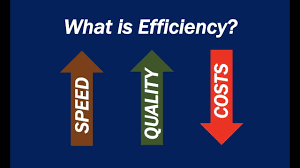 What is Efficiency?
SPEED
QUALITY
COSTS